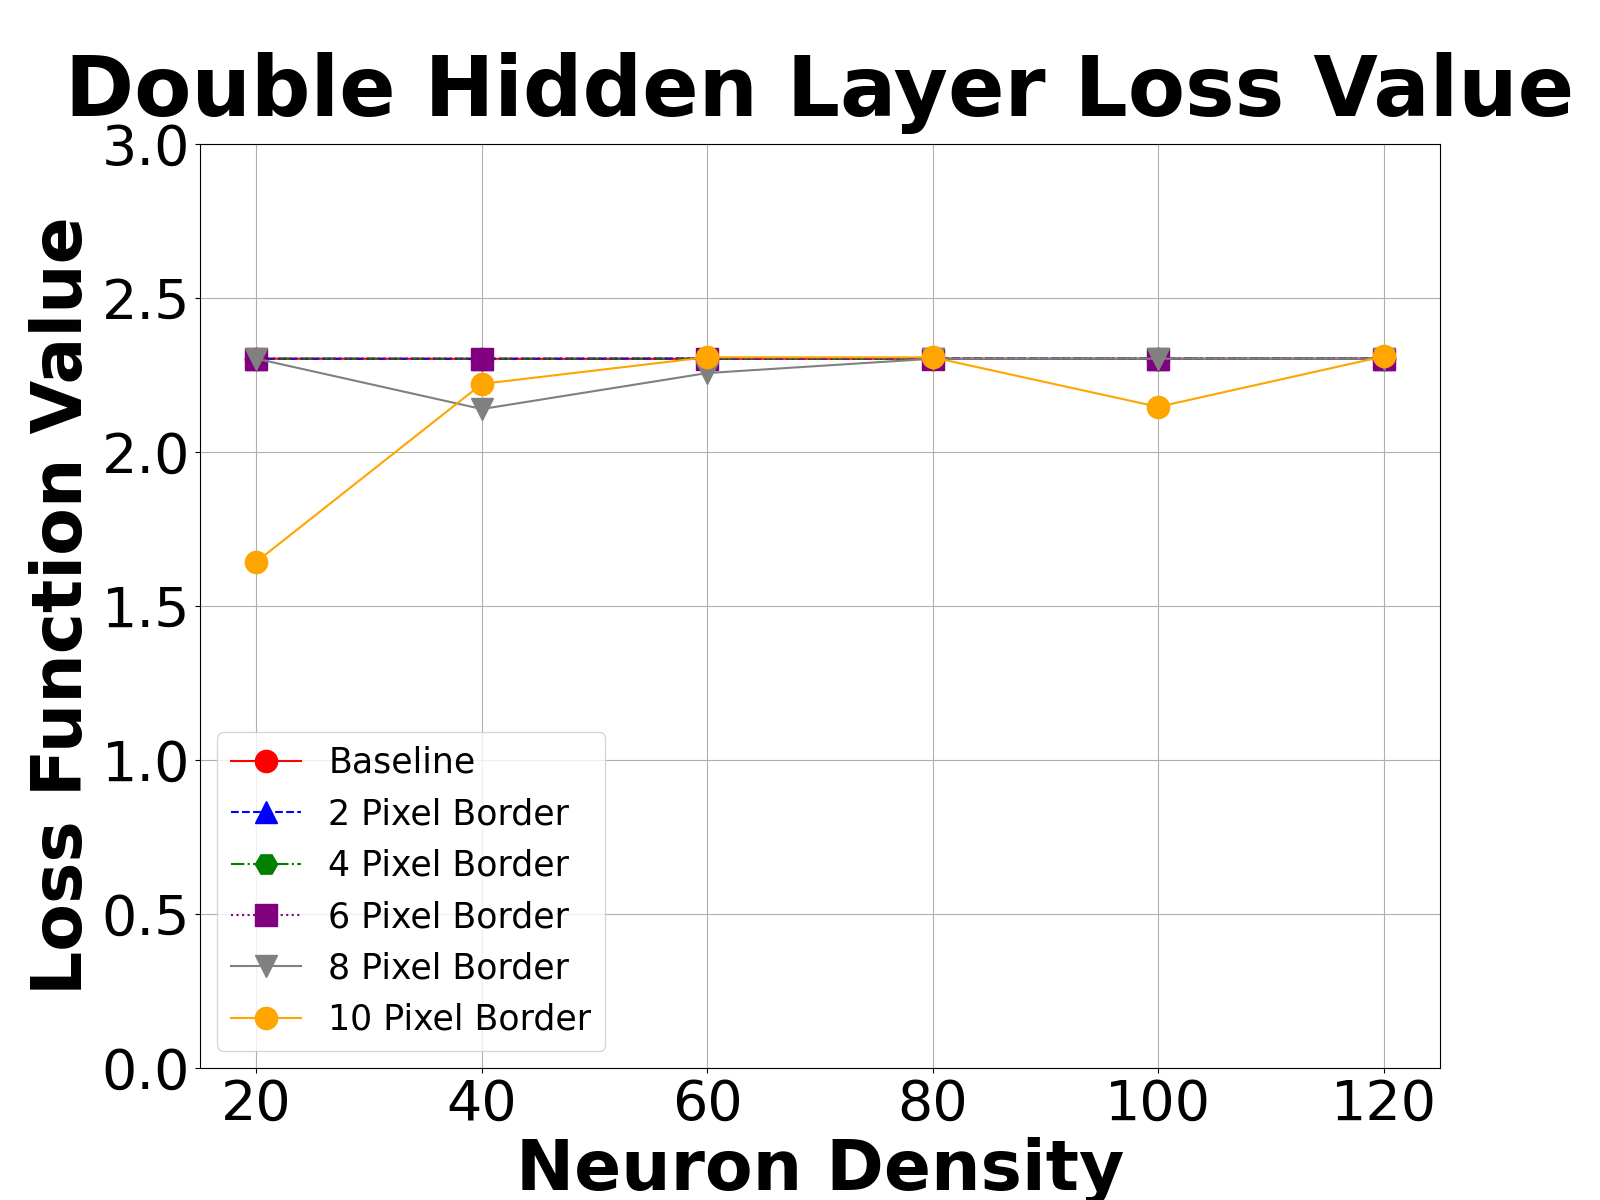 Double Hidden Layer Loss Value
Loss Function Value
3.0
2.5
2.0
1.5
1.0
0.5
0.0
Baseline
2 Pixel Border
4 Pixel Border
6 Pixel Border
8 Pixel Border
10 Pixel Border
20 40 60 80 100 120
Neuron Density